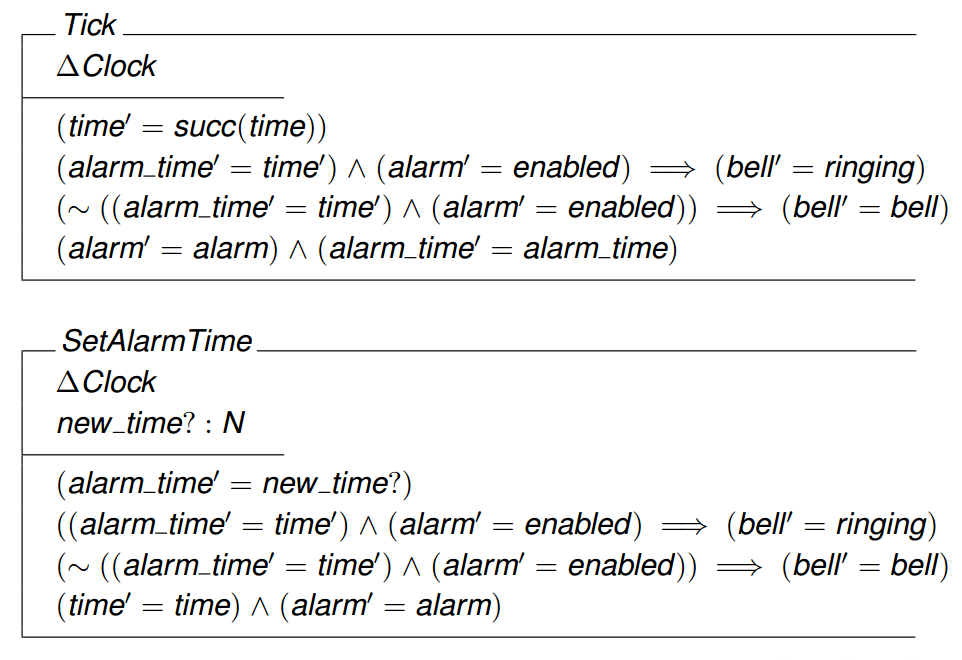 Tick
ΔClock
(time′ = succ(time))
(alarm_time′ = time′) ∧ (alarm′ = enabled) ⟹ (bell′ = ringing)
(∼ ((alarm_time′ = time′) ∧ (alarm′ = enabled)) ⟹ (bell′ = bell)
(alarm′ = alarm) ∧ (alarm_time′ = alarm_time)
SetAlarmTime
ΔClock
new_time? : N
(alarm_time′ = new_time?)
((alarm_time′ = time′) ∧ (alarm′ = enabled) ⟹ (bell′ = ringing)
(∼ ((alarm_time′ = time′) ∧ (alarm′ = enabled)) ⟹ (bell′ = bell)
(time′ = time) ∧ (alarm′ = alarm)